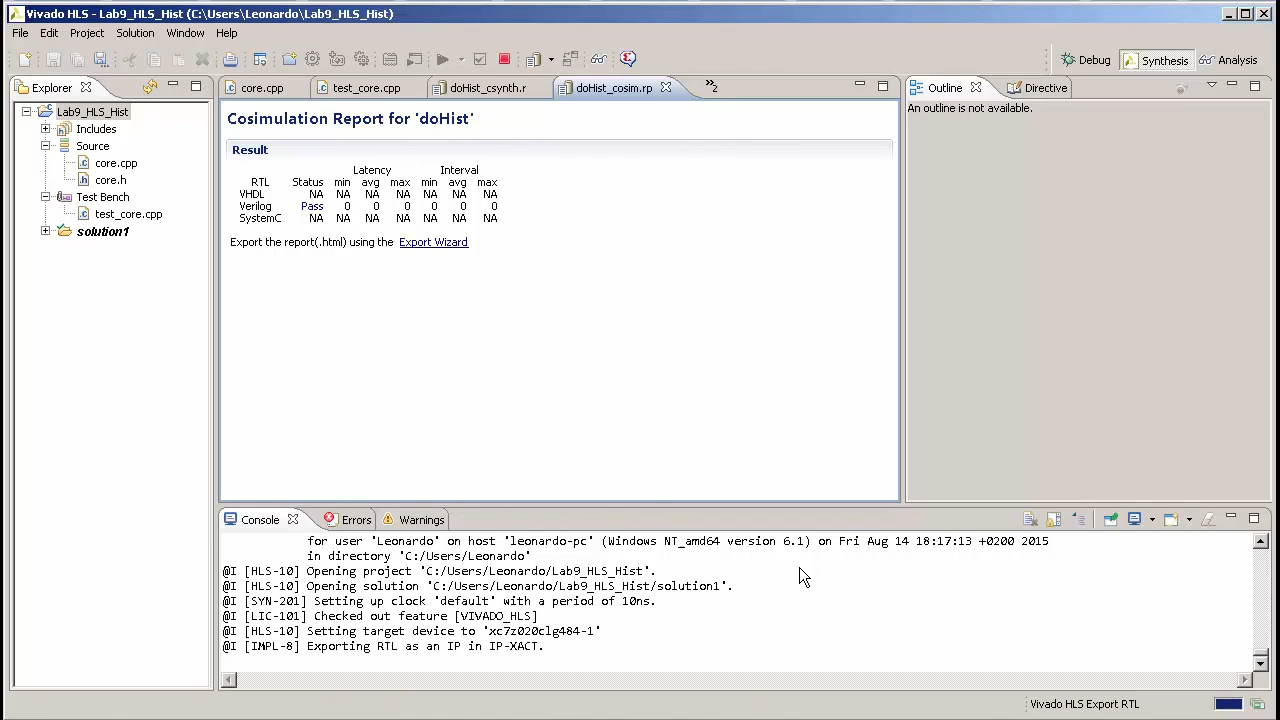 Vivado HLS - Lab9_HLS_Hist (C:\Users\Leonardo\Lab9_HLS_Hist)
File Edit Project Solution Window Help
Debug Synthesis Analysis
Explorer
core.cpp test_core.cpp doHist_csynth.r doHist_cosim.rp
Outline Directive
Lab9_HLS_Hist
Includes
Source
core.cpp
core.h
Test Bench
test_core.cpp
solution1
Cosimulation Report for 'doHist'
Result
Latency Interval
RTL Status min avg max min avg max
VHDL NA NA NA NA NA NA NA
Verilog Pass 0 0 0 0 0 0
SystemC NA NA NA NA NA NA NA
Export the report(.html) using the Export Wizard
An outline is not available.
Console Errors Warnings
for user 'Leonardo' on host 'leonardo-pc' (Windows NT_amd64 version 6.1) on Fri Aug 14 18:17:13 +0200 2015
in directory 'C:/Users/Leonardo'
@I [HLS-10] Opening project 'C:/Users/Leonardo/Lab9_HLS_Hist'.
@I [HLS-10] Opening solution 'C:/Users/Leonardo/Lab9_HLS_Hist/solution1'.
@I [SYN-201] Setting up clock 'default' with a period of 10ns.
@I [LIC-101] Checked out feature [VIVADO_HLS]
@I [HLS-10] Setting target device to 'xc7z020clg484-1'
@I [IMPL-8] Exporting RTL as an IP in IP-XACT.
Vivado HLS Export RTL